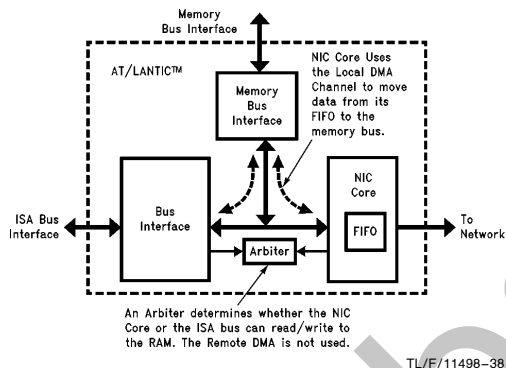 Memory
Bus Interface
AT/LANTIC™
NIC Core Uses
the Local DMA
Channel to move
data from its
FIFO to the
memory bus.
Memory
Bus
Interface
ISA Bus
Interface
Bus
Interface
Arbiter
NIC
Core
FIFO
To
Network
An Arbiter determines whether the NIC
Core or the ISA bus can read/write to
the RAM. The Remote DMA is not used.
TL/F/11498–38